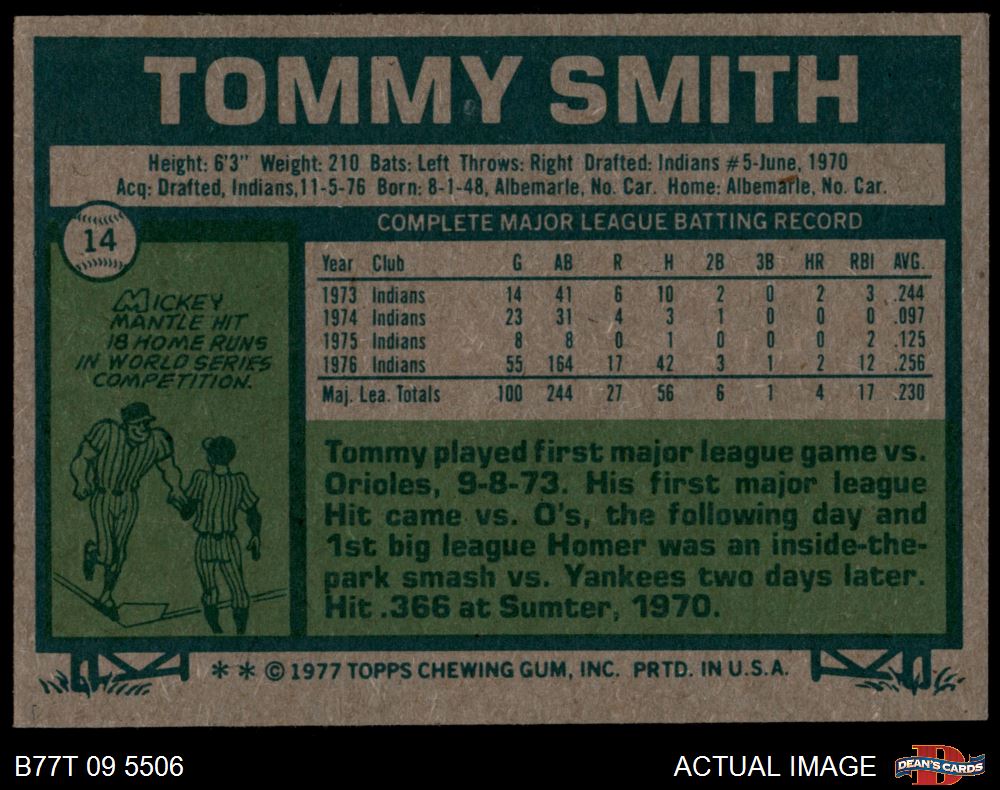 TOMMY SMITH
Height: 6'3" Weight: 210 Bats: Left Throws: Right Drafted: Indians #5-June, 1970
Acq: Drafted, Indians,11-5-76 Born: 8-1-48, Albemarle, No. Car. Home: Albemarle, No. Car.
14
COMPLETE MAJOR LEAGUE BATTING RECORD
MICKEY
MANTLE HIT
18 HOME RUNS
IN WORLD SERIES
COMPETITION.
Year Club G AB R H 2B 3B HR RBI AVG.
1973 Indians 14 41 6 10 2 0 2 3 .244
1974 Indians 23 31 4 3 1 0 0 0 .097
1975 Indians 8 8 0 1 0 0 0 2 .125
1976 Indians 55 164 17 42 3 1 2 12 .256
Maj. Lea. Totals 100 244 27 56 6 1 4 17 .230
Tommy played first major league game vs.
Orioles, 9-8-73. His first major league
Hit came vs. O's, the following day and
1st big league Homer was an inside-the-
park smash vs. Yankees two days later.
Hit .366 at Sumter, 1970.
** © 1977 TOPPS CHEWING GUM, INC. PRTD. IN U.S.A.
B77T 09 5506
ACTUAL IMAGE
DEAN'S CARDS